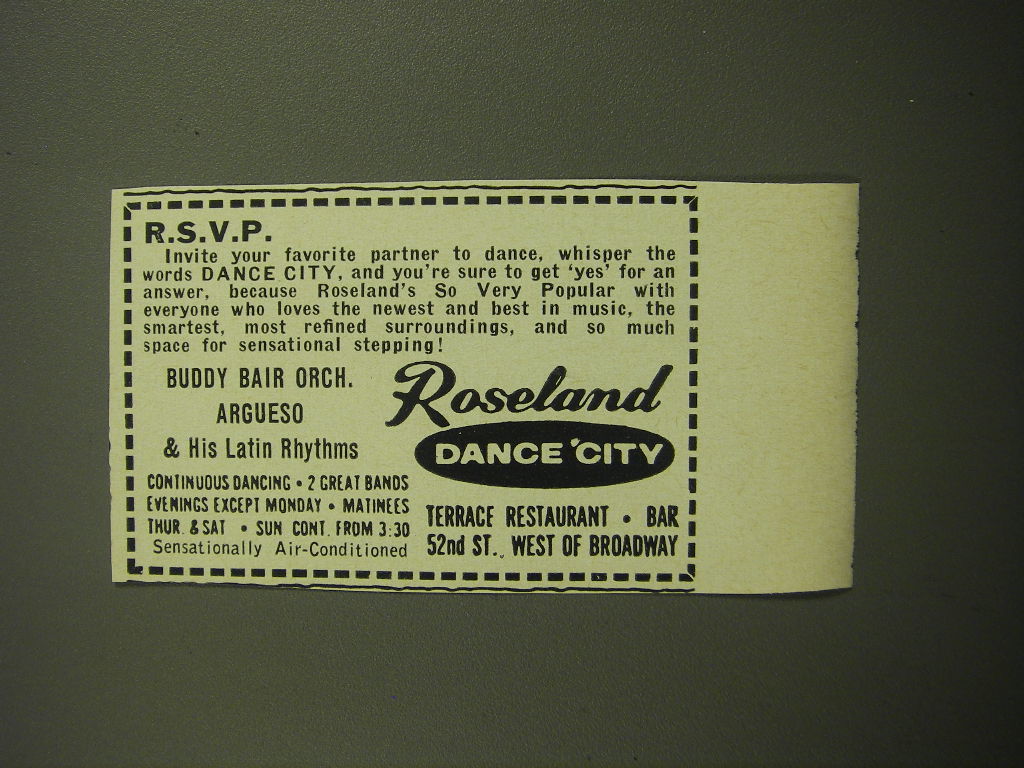 R.S.V.P.
Invite your favorite partner to dance, whisper the
words DANCE CITY, and you're sure to get 'yes' for an
answer, because Roseland's So Very Popular with
everyone who loves the newest and best in music, the
smartest, most refined surroundings, and so much
space for sensational stepping!
BUDDY BAIR ORCH.
ARGUESO
& His Latin Rhythms
CONTINUOUS DANCING • 2 GREAT BANDS
EVENINGS EXCEPT MONDAY • MATINEES
THUR. & SAT • SUN CONT. FROM 3:30
Sensationally Air-Conditioned
Roseland
DANCE CITY
TERRACE RESTAURANT • BAR
52nd ST., WEST OF BROADWAY